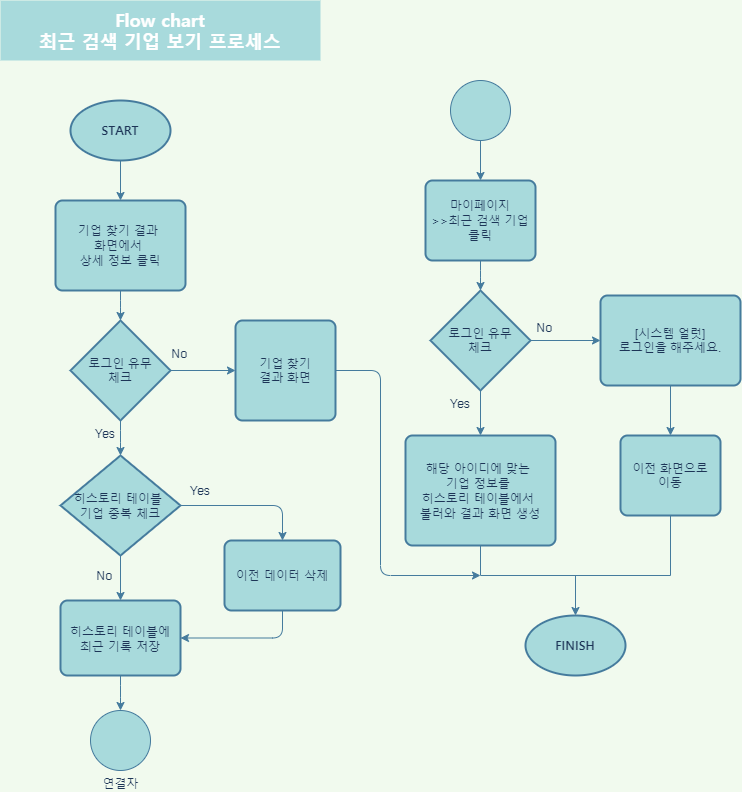 Flow chart
최근 검색 기업 보기 프로세스
START
기업 찾기 결과
화면에서
상세 정보 클릭
로그인 유무
체크
No
기업 찾기
결과 화면
Yes
히스토리 테이블
기업 중복 체크
Yes
이전 데이터 삭제
No
히스토리 테이블에
최근 기록 저장
연결자
마이페이지
>>최근 검색 기업
클릭
로그인 유무
체크
No
[시스템 얼럿]
로그인을 해주세요.
이전 화면으로
이동
Yes
해당 아이디에 맞는
기업 정보를
히스토리 테이블에서
불러와 결과 화면 생성
FINISH